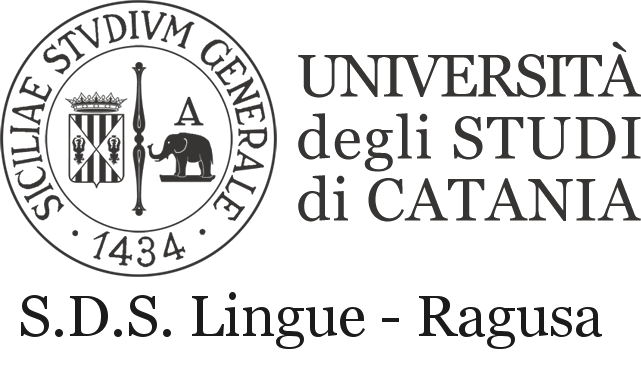 SICILIAE STVDIVM GENERALE
· 1434 ·
A
UNIVERSITÀ
degli STUDI
di CATANIA
S.D.S. Lingue - Ragusa